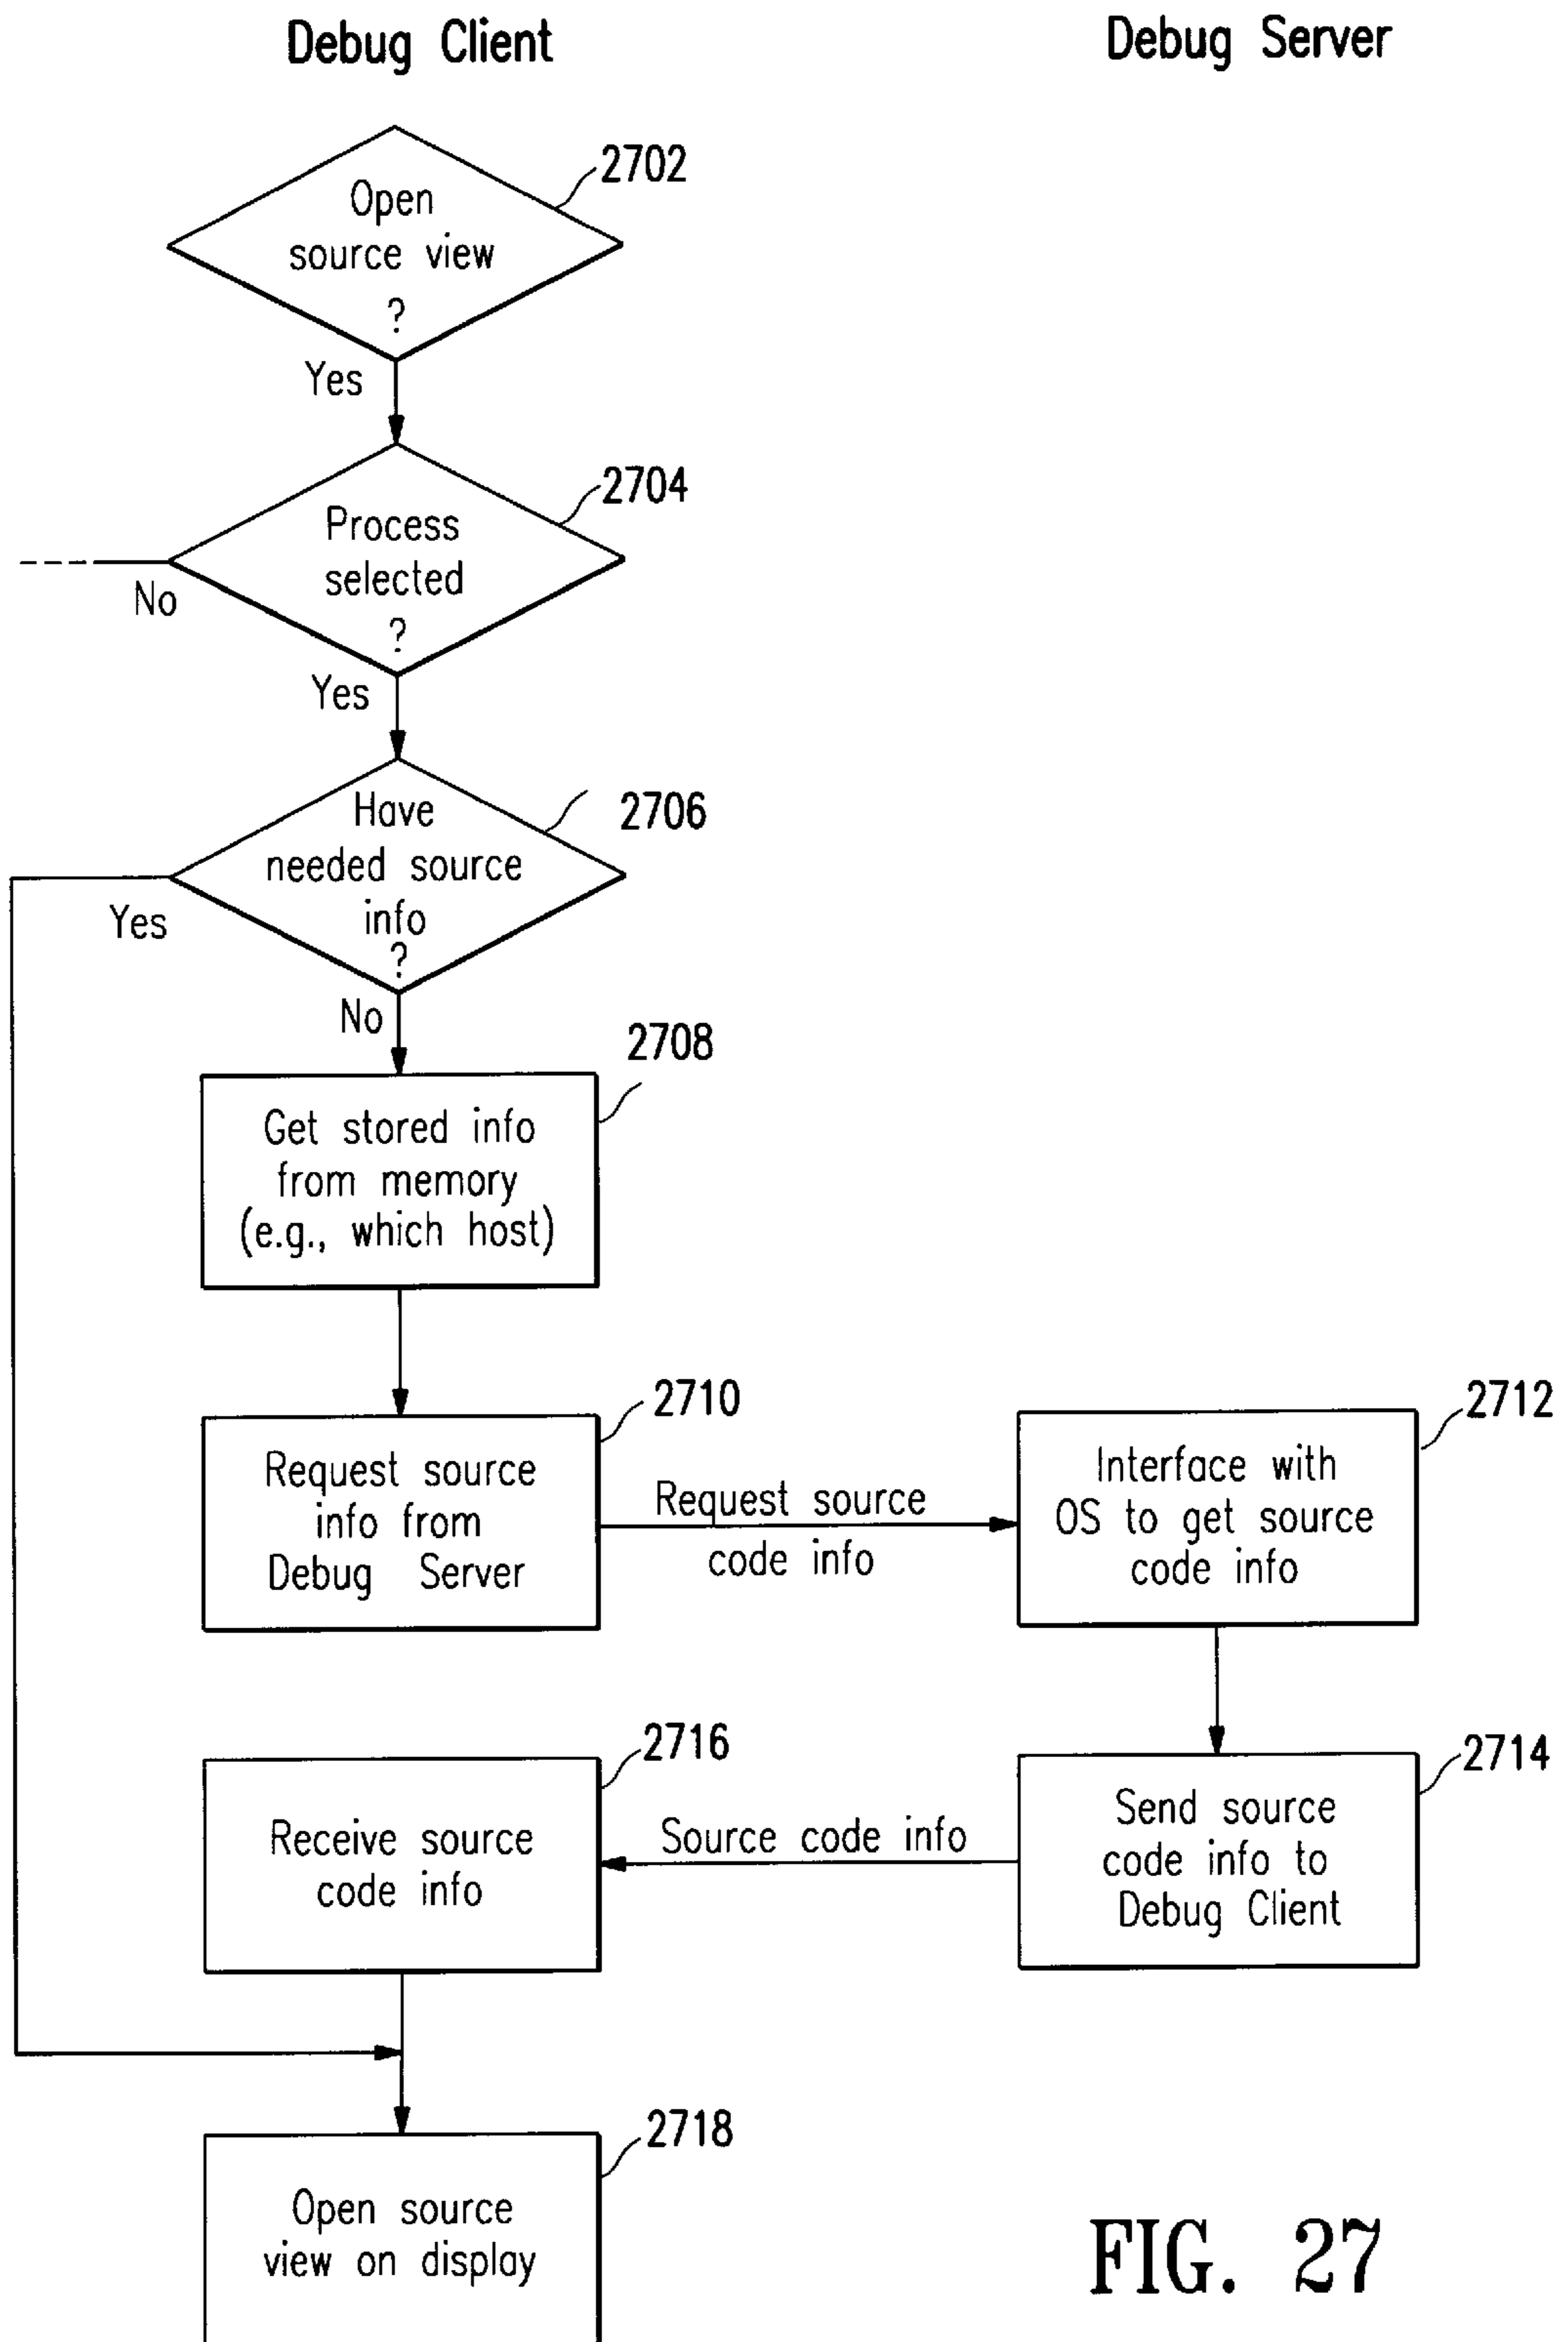 Debug Client
Debug Server
2702
Open
source view
?
Yes
2704
Process
selected
?
No
Yes
2706
Have
needed source
info
?
Yes
No
2708
Get stored info
from memory
(e.g., which host)
2710
Request source
info from
Debug Server
Request source
code info
2712
Interface with
OS to get source
code info
2714
Send source
code info to
Debug Client
Source code info
2716
Receive source
code info
2718
Open source
view on display
FIG. 27